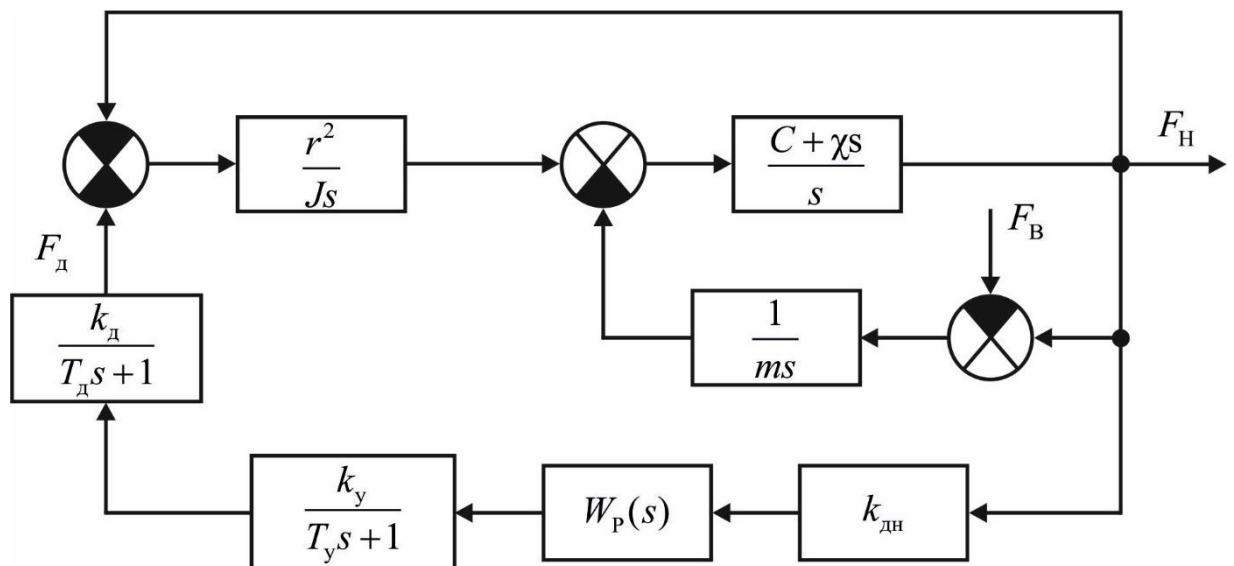 F_Н
r²
Js
C + χs
s
F_В
F_д
k_д
T_д s + 1
1
ms
k_у
T_у s + 1
W_Р(s)
k_дн